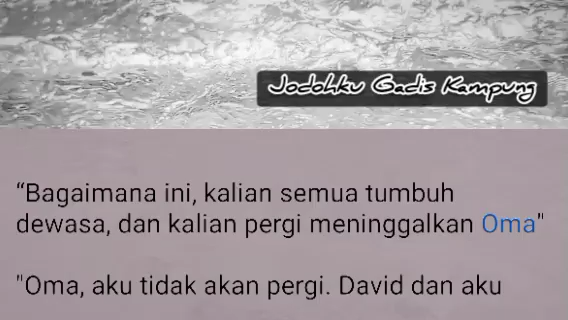 Jodohku Gadis Kampung
“Bagaimana ini, kalian semua tumbuh
dewasa, dan kalian pergi meninggalkan Oma"
"Oma, aku tidak akan pergi. David dan aku